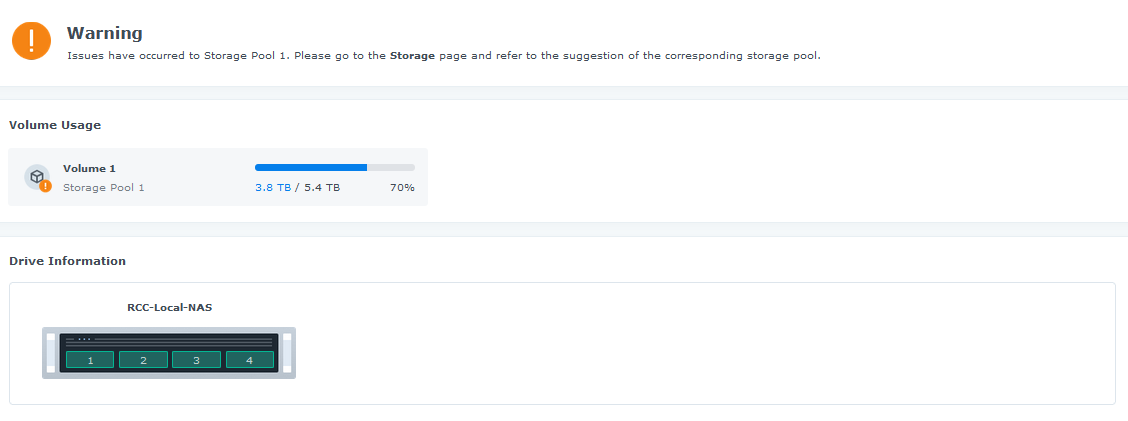 Warning
Issues have occurred to Storage Pool 1. Please go to the Storage page and refer to the suggestion of the corresponding storage pool.
Volume Usage
Volume 1
Storage Pool 1
3.8 TB / 5.4 TB
70%
Drive Information
RCC-Local-NAS
1 2 3 4